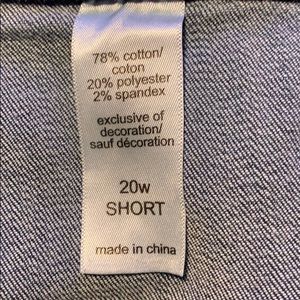 78% cotton/
coton
20% polyester
2% spandex
exclusive of
decoration/
sauf décoration
20w
SHORT
made in china